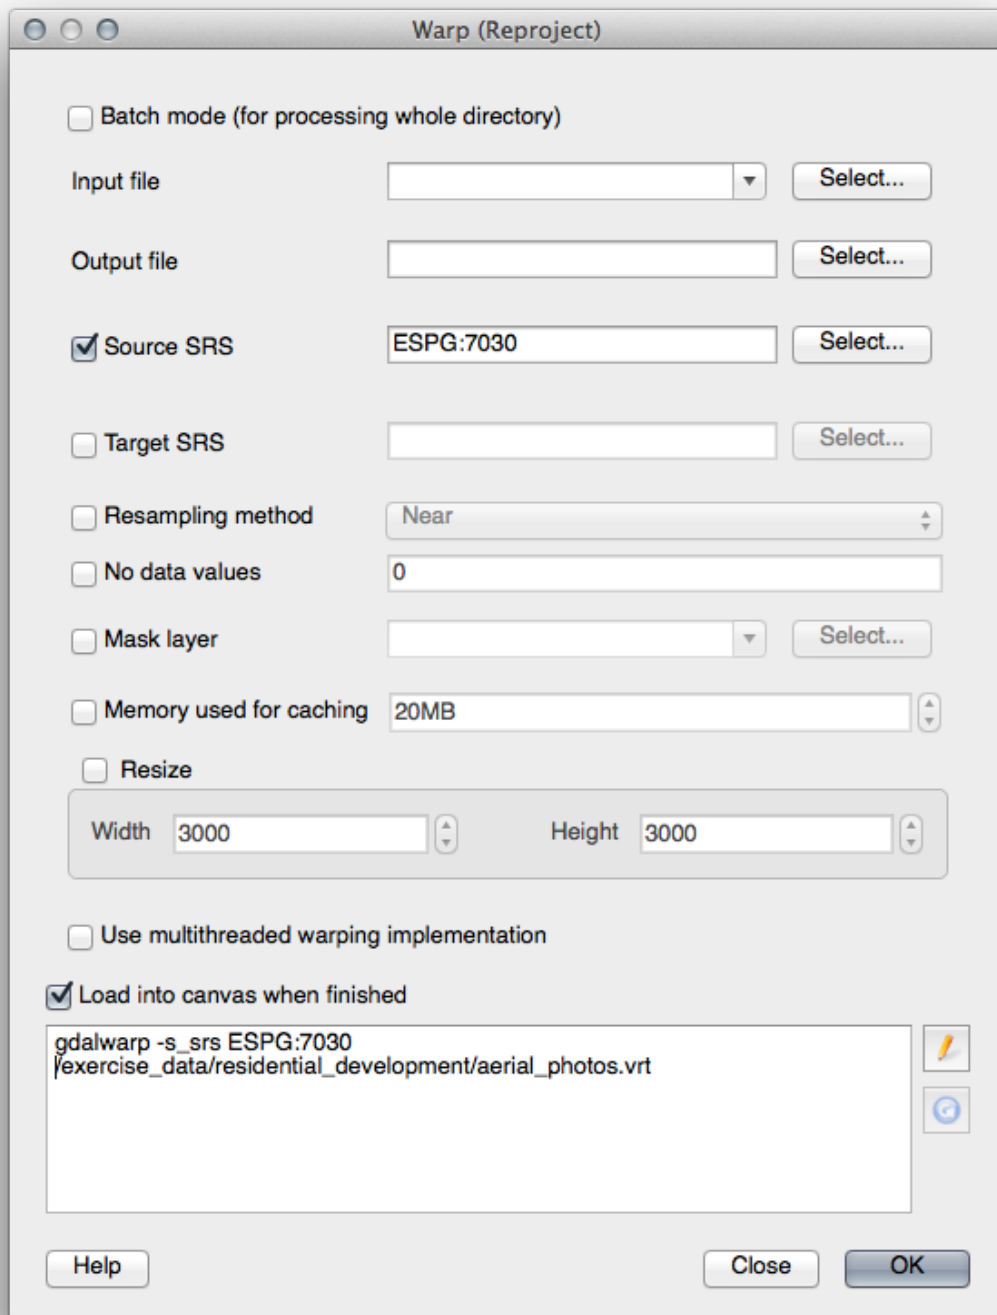 Warp (Reproject)
Batch mode (for processing whole directory)
Input file
Select...
Output file
Select...
Source SRS
ESPG:7030
Select...
Target SRS
Select...
Resampling method
Near
No data values
0
Mask layer
Select...
Memory used for caching
20MB
Resize
Width
3000
Height
3000
Use multithreaded warping implementation
Load into canvas when finished
gdalwarp -s_srs ESPG:7030
/exercise_data/residential_development/aerial_photos.vrt
Help
Close
OK